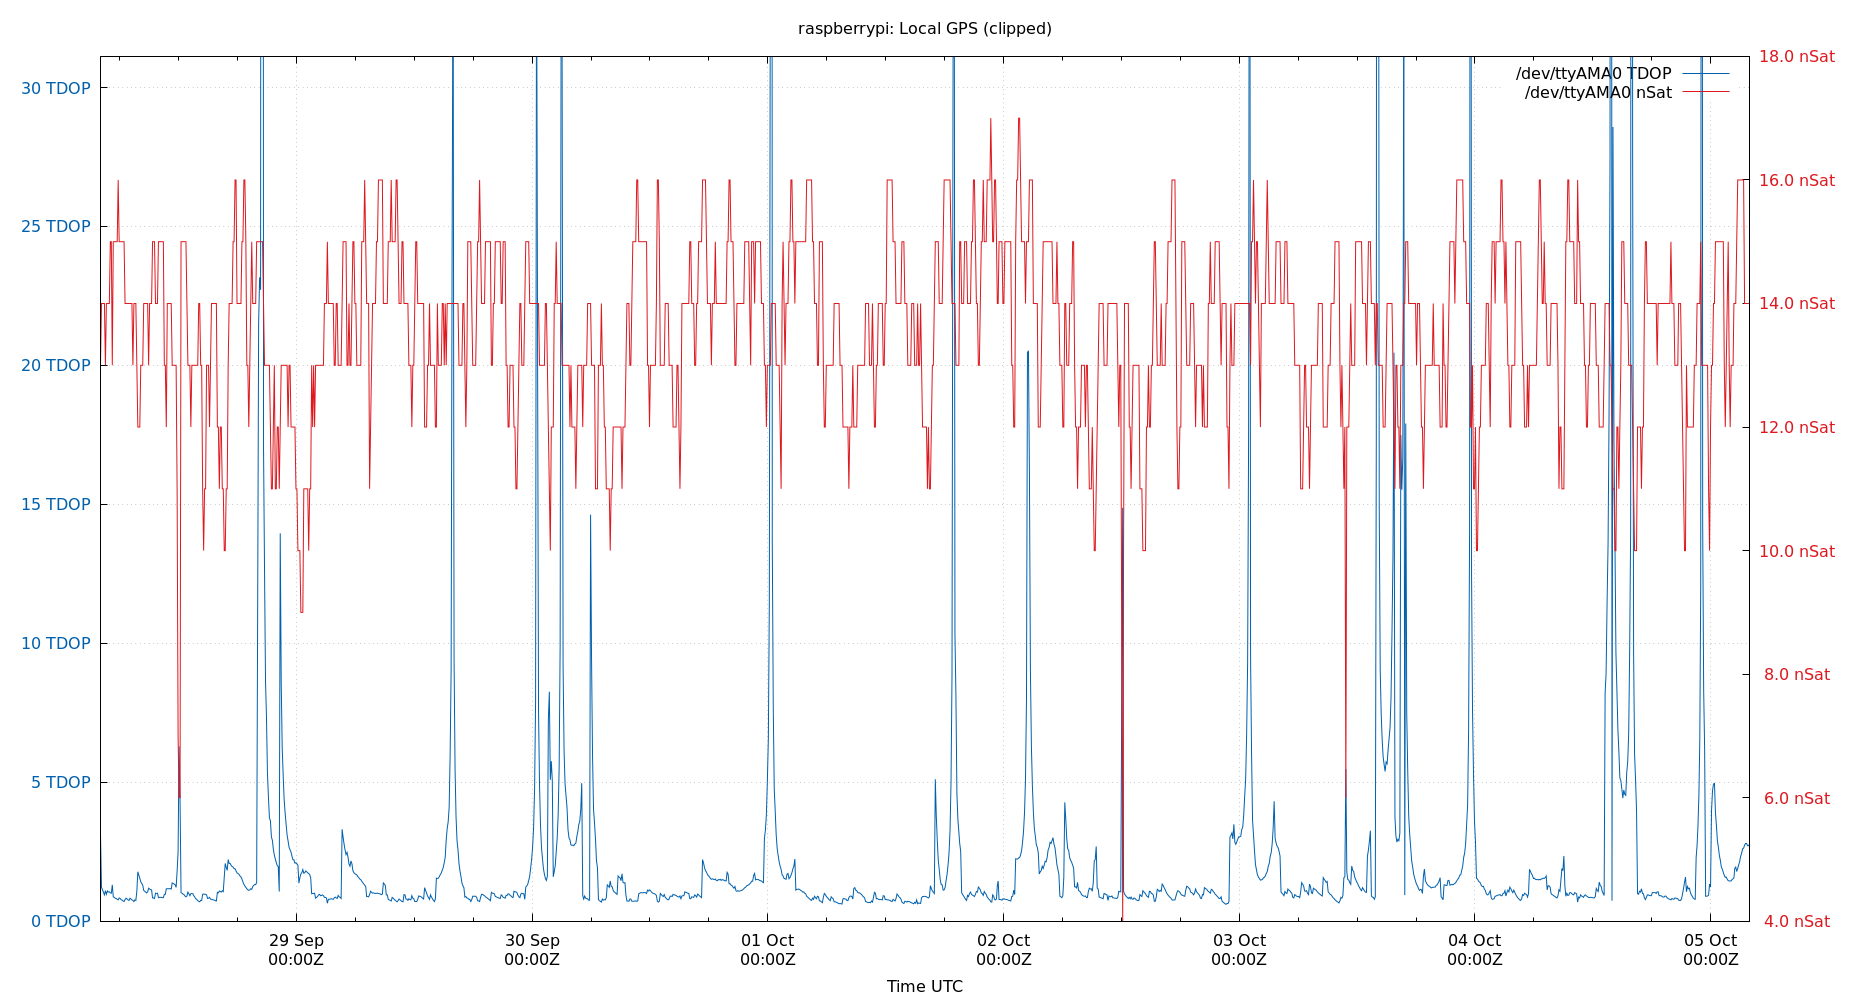 raspberrypi: Local GPS (clipped)
/dev/ttyAMA0 TDOP
/dev/ttyAMA0 nSat
30 TDOP
25 TDOP
20 TDOP
15 TDOP
10 TDOP
5 TDOP
0 TDOP
18.0 nSat
16.0 nSat
14.0 nSat
12.0 nSat
10.0 nSat
8.0 nSat
6.0 nSat
4.0 nSat
29 Sep
00:00Z
30 Sep
00:00Z
01 Oct
00:00Z
02 Oct
00:00Z
03 Oct
00:00Z
04 Oct
00:00Z
05 Oct
00:00Z
Time UTC